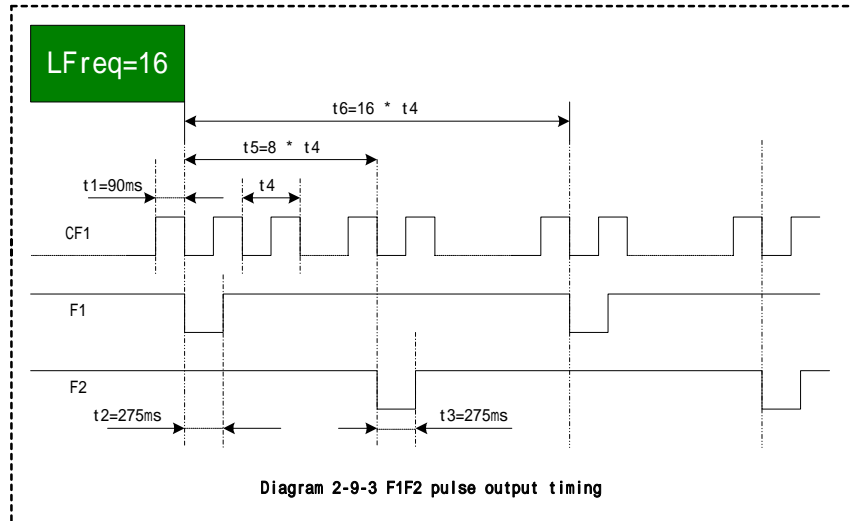 LFreq=16
t6=16 * t4
t5=8 * t4
t1=90ms
t4
CF1
F1
F2
t2=275ms
t3=275ms
Diagram 2-9-3 F1F2 pulse output timing